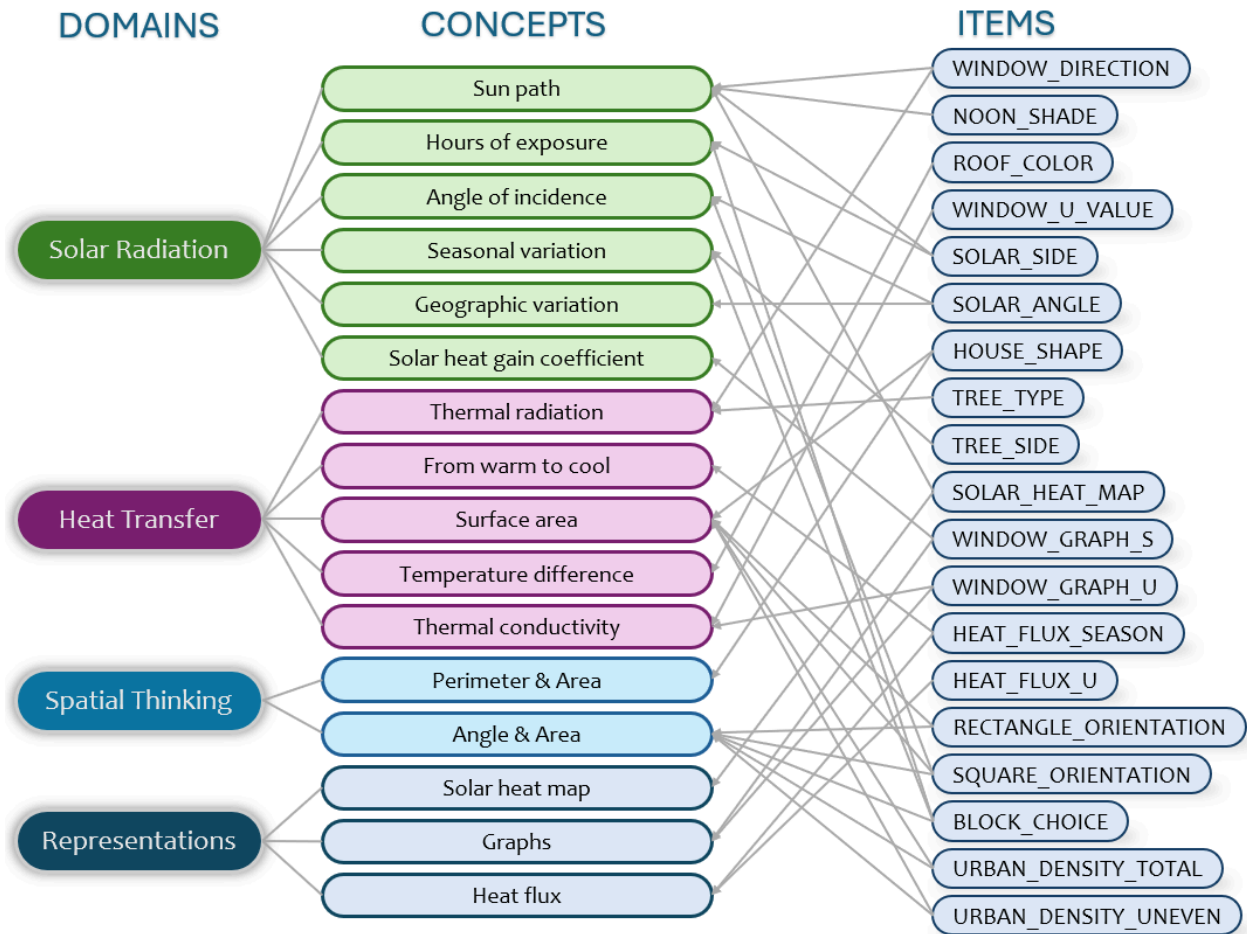 DOMAINS
CONCEPTS
ITEMS
Solar Radiation
Heat Transfer
Spatial Thinking
Representations
Sun path
Hours of exposure
Angle of incidence
Seasonal variation
Geographic variation
Solar heat gain coefficient
Thermal radiation
From warm to cool
Surface area
Temperature difference
Thermal conductivity
Perimeter & Area
Angle & Area
Solar heat map
Graphs
Heat flux
WINDOW_DIRECTION
NOON_SHADE
ROOF_COLOR
WINDOW_U_VALUE
SOLAR_SIDE
SOLAR_ANGLE
HOUSE_SHAPE
TREE_TYPE
TREE_SIDE
SOLAR_HEAT_MAP
WINDOW_GRAPH_S
WINDOW_GRAPH_U
HEAT_FLUX_SEASON
HEAT_FLUX_U
RECTANGLE_ORIENTATION
SQUARE_ORIENTATION
BLOCK_CHOICE
URBAN_DENSITY_TOTAL
URBAN_DENSITY_UNEVEN